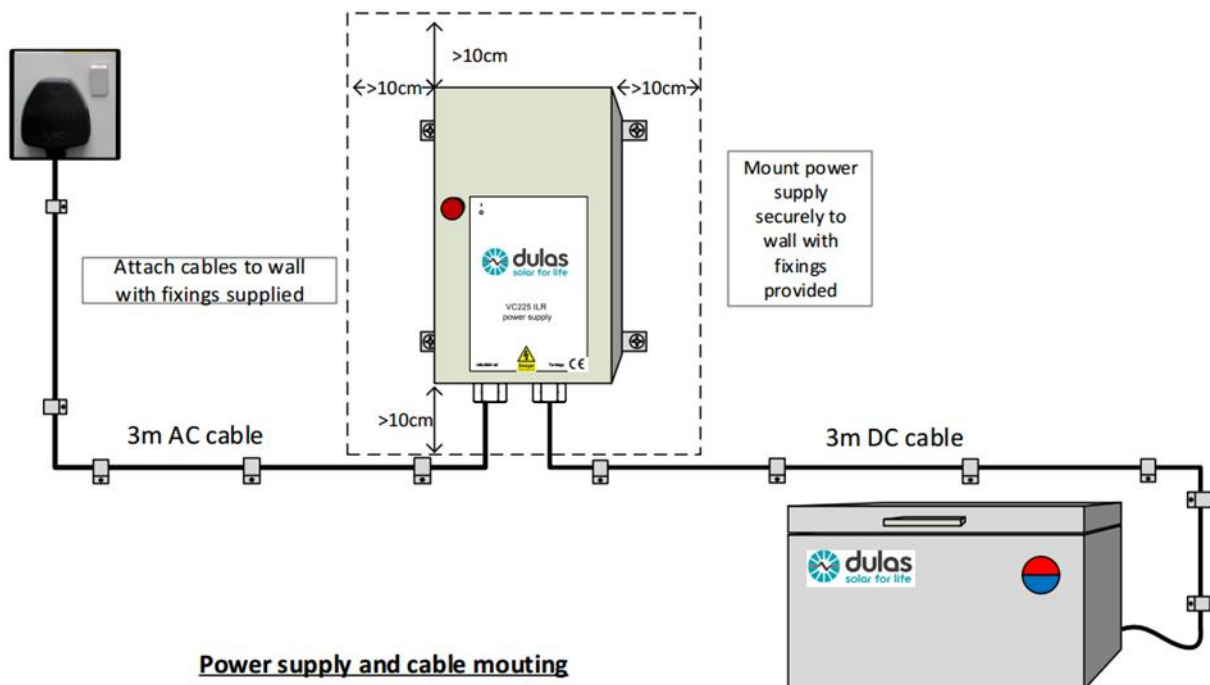 >10cm
>10cm
>10cm
Mount power
supply
securely to
wall with
fixings
provided
Attach cables to wall
with fixings supplied
dulas
solar for life
VC225 ILR
power supply
Danger
CE
>10cm
3m AC cable
3m DC cable
dulas
solar for life
Power supply and cable mouting